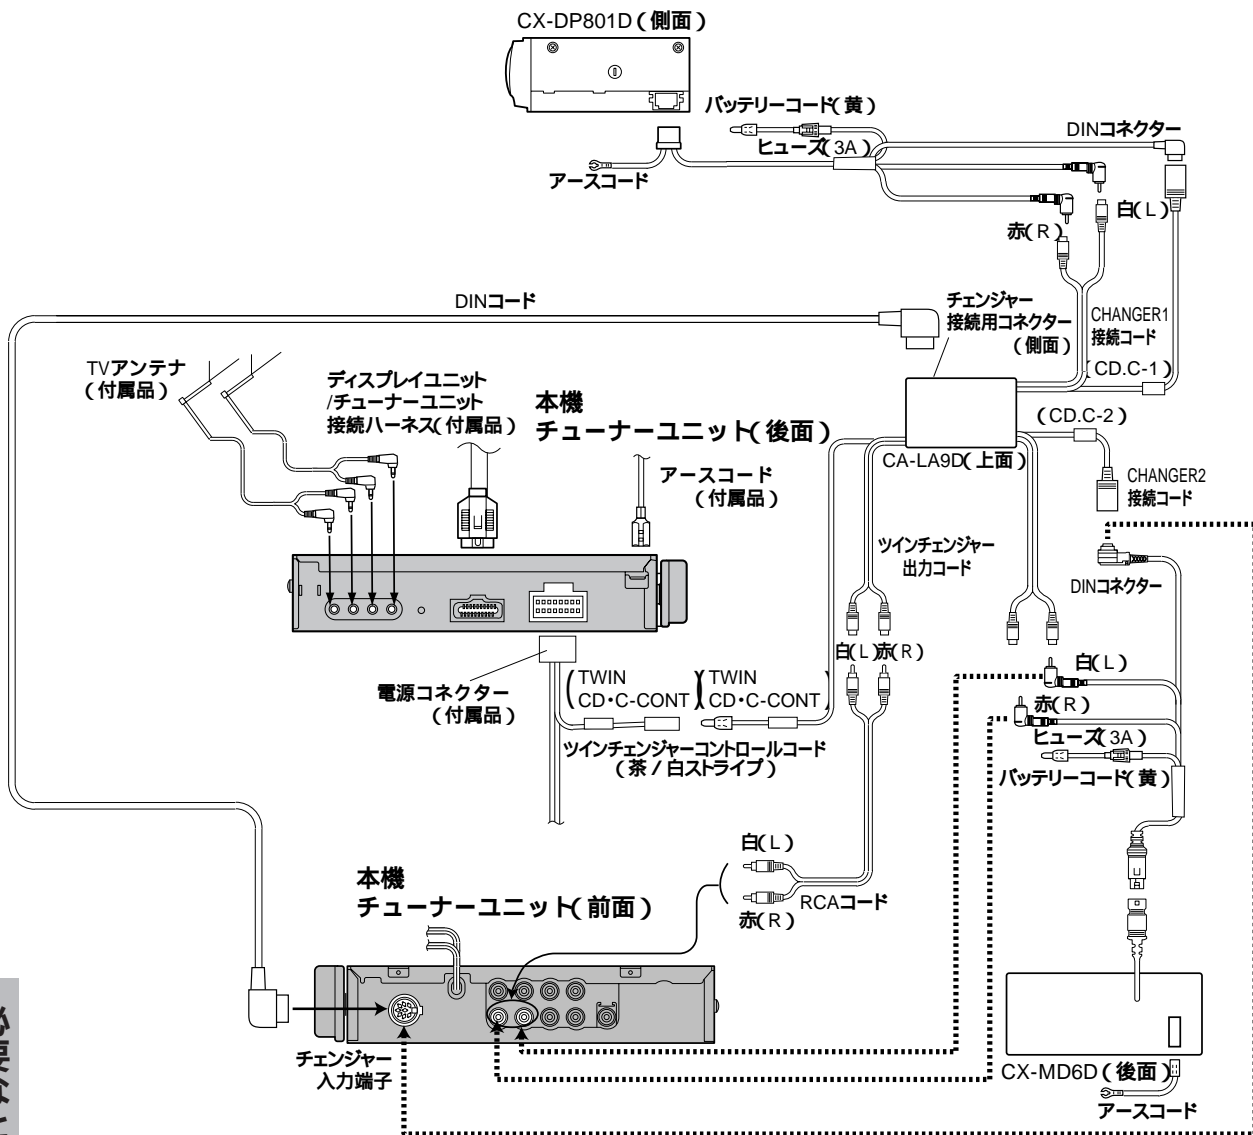 CX-DP801D(側面)
バッテリーコード(黄)
ヒューズ(3A)
DINコネクター
アースコード
白(L)
赤(R)
DINコード
チェンジャー
接続用コネクター
(側面)
CHANGER1
接続コード
(CD.C-1)
TVアンテナ
(付属品)
ディスプレイユニット
/チューナーユニット
接続ハーネス(付属品)
本機
チューナーユニット(後面)
アースコード
(付属品)
(CD.C-2)
CA-LA9D(上面)
CHANGER2
接続コード
ツインチェンジャー
出力コード
DINコネクター
白(L)赤(R)
電源コネクター
(付属品)
(TWIN
CD・C-CONT)
(TWIN
CD・C-CONT)
ツインチェンジャーコントロールコード
(茶/白ストライプ)
白(L)
赤(R)
ヒューズ(3A)
バッテリーコード(黄)
白(L)
赤(R)
RCAコード
本機
チューナーユニット(前面)
チェンジャー
入力端子
CX-MD6D(後面)
アースコード
必要なと